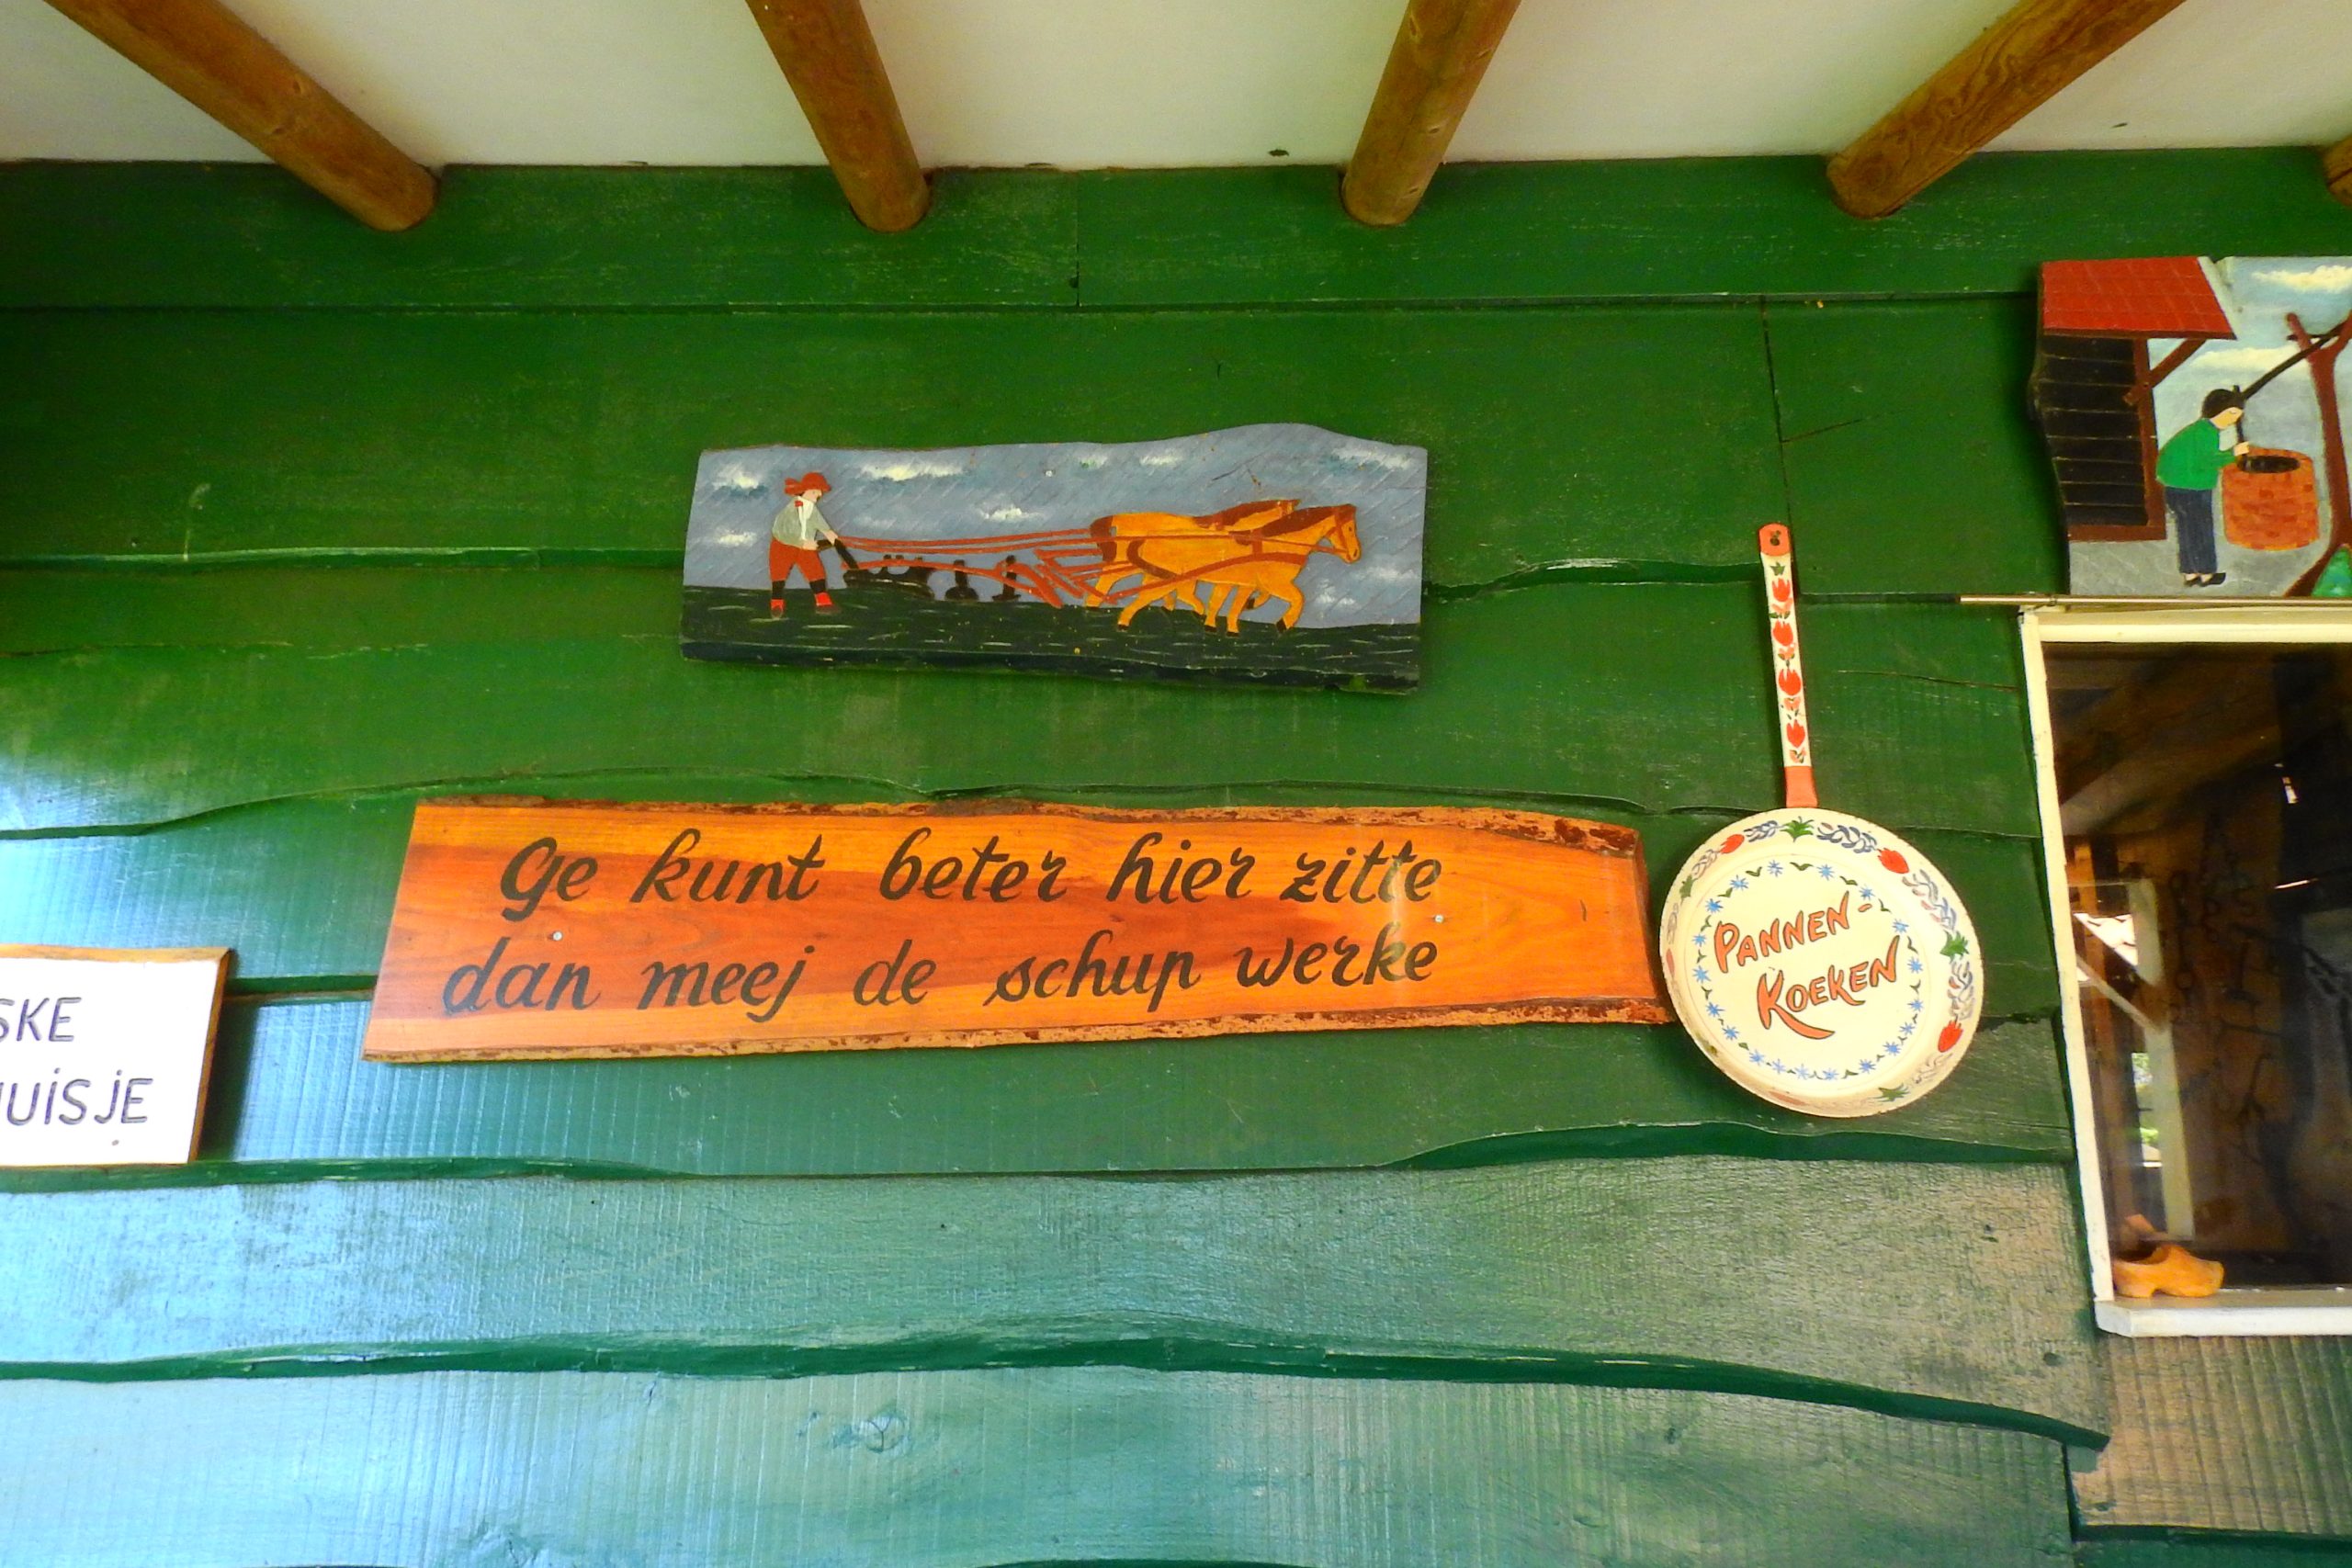 Ge kunt beter hier zitte
dan meej de schup werke
PANNEN-
KOEKEN
SKE
UiSJE